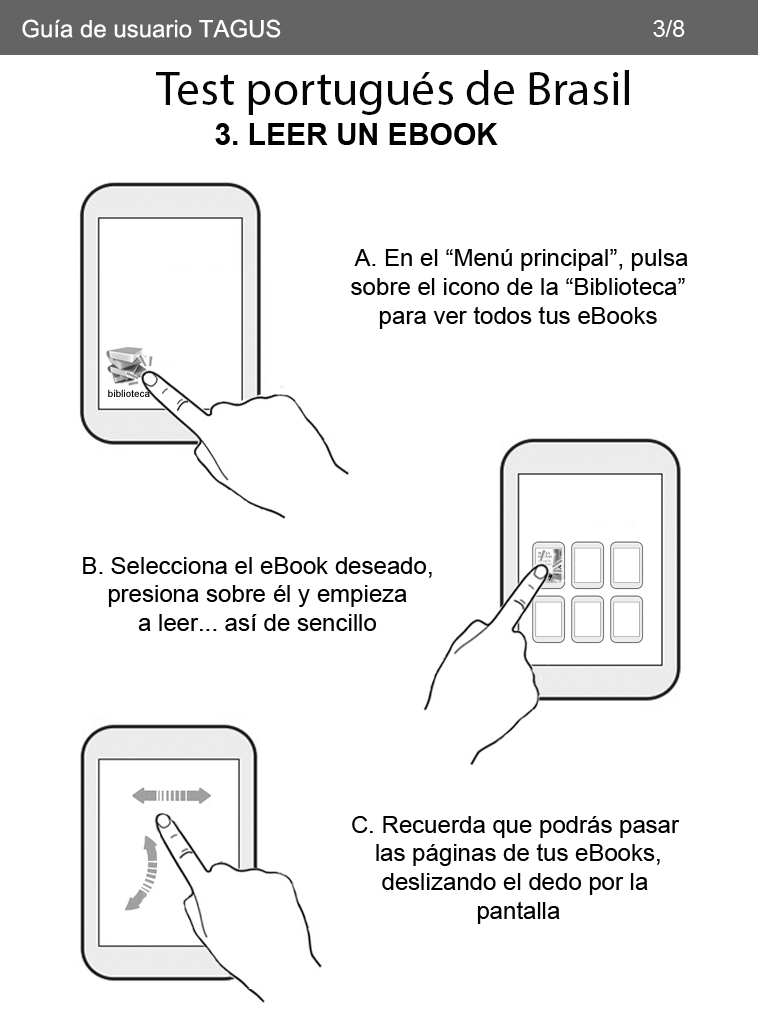 Guía de usuario TAGUS 3/8
Test portugués de Brasil
3. LEER UN EBOOK
A. En el “Menú principal”, pulsa
sobre el icono de la “Biblioteca”
para ver todos tus eBooks
biblioteca
B. Selecciona el eBook deseado,
presiona sobre él y empieza
a leer... así de sencillo
C. Recuerda que podrás pasar
las páginas de tus eBooks,
deslizando el dedo por la
pantalla